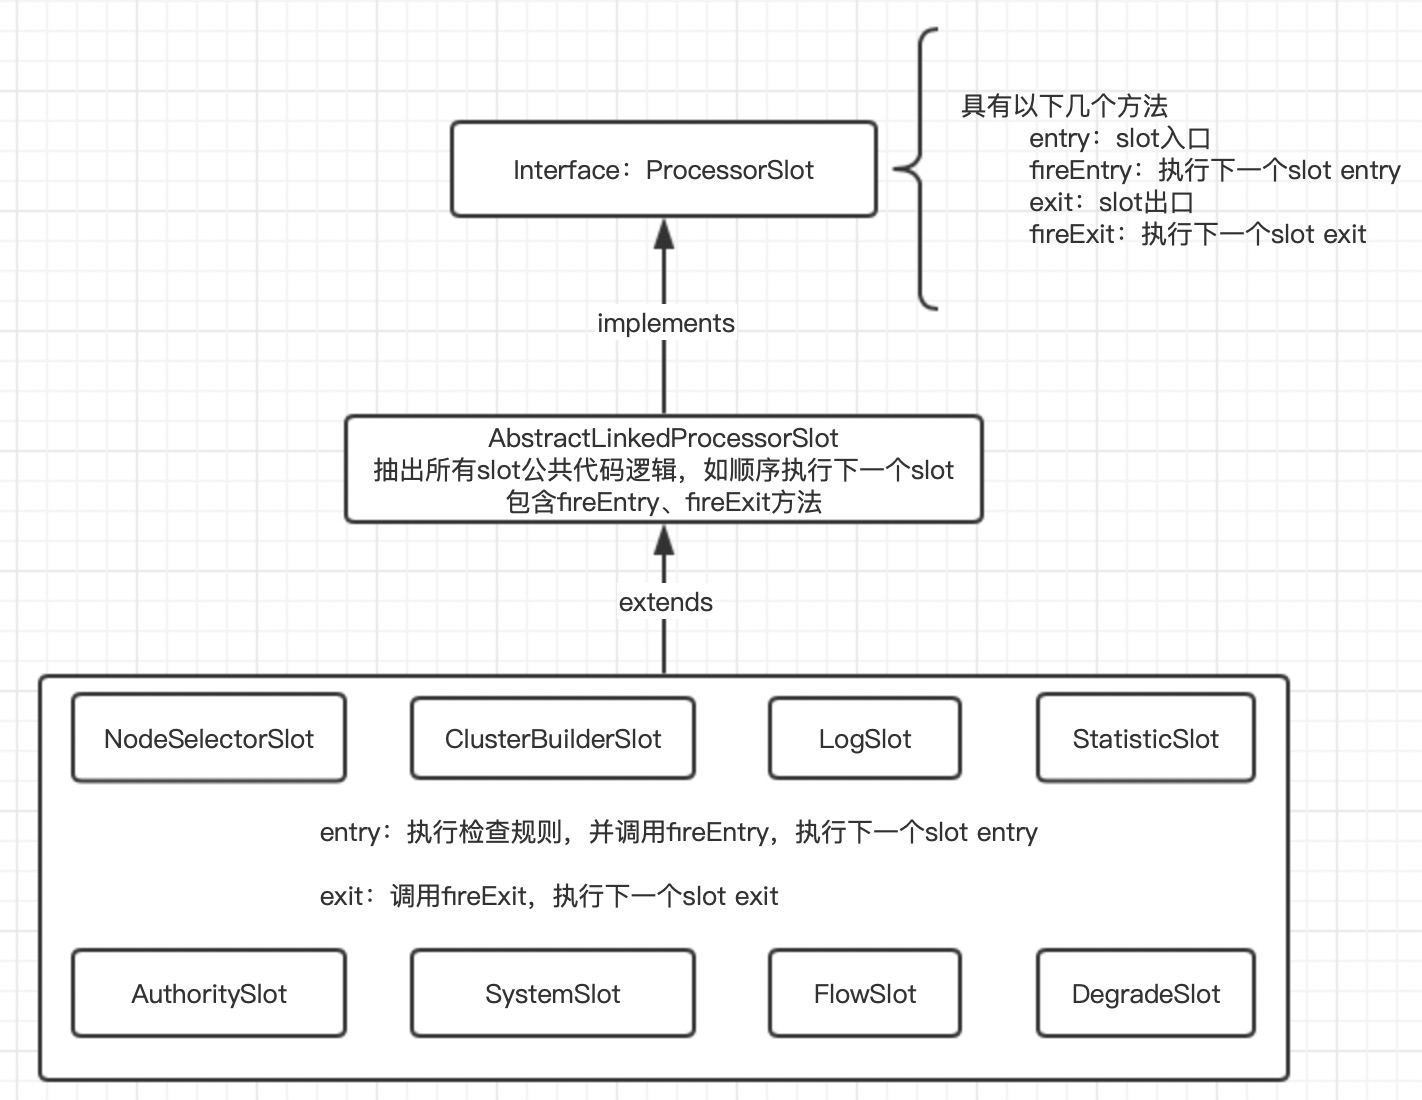 具有以下几个方法
entry：slot入口
Interface：ProcessorSlot
fireEntry：执行下一个slot entry
exit：slot出口
fireExit：执行下一个slot exit
implements
AbstractLinkedProcessorSlot
抽出所有slot公共代码逻辑，如顺序执行下一个slot
包含fireEntry、fireExit方法
extends
NodeSelectorSlot
ClusterBuilderSlot
LogSlot
StatisticSlot
entry：执行检查规则，并调用fireEntry，执行下一个slot entry
exit：调用fireExit，执行下一个slot exit
AuthoritySlot
SystemSlot
FlowSlot
DegradeSlot